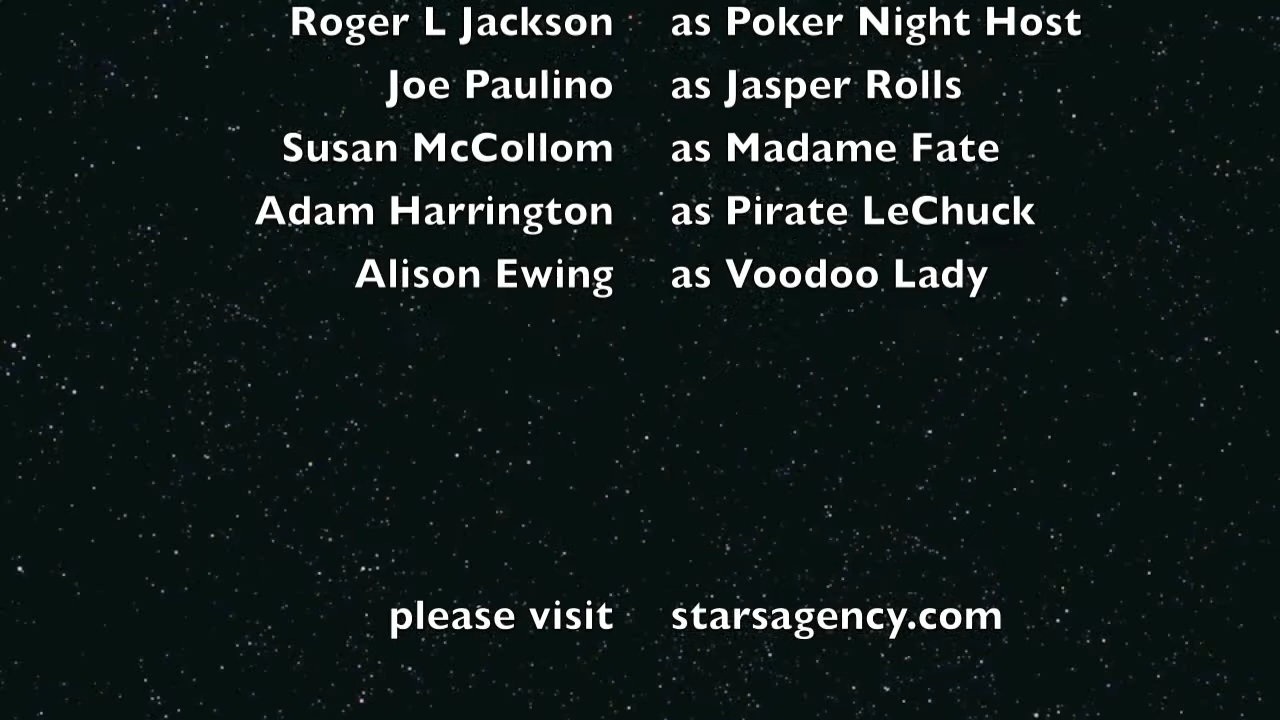 Roger L Jackson as Poker Night Host
Joe Paulino as Jasper Rolls
Susan McCollom as Madame Fate
Adam Harrington as Pirate LeChuck
Alison Ewing as Voodoo Lady
please visit starsagency.com